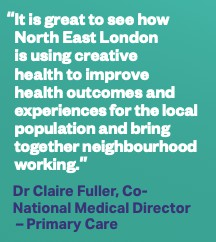 “It is great to see how
North East London
is using creative
health to improve
health outcomes and
experiences for the local
population and bring
together neighbourhood
working.”
Dr Claire Fuller, Co-
National Medical Director
– Primary Care